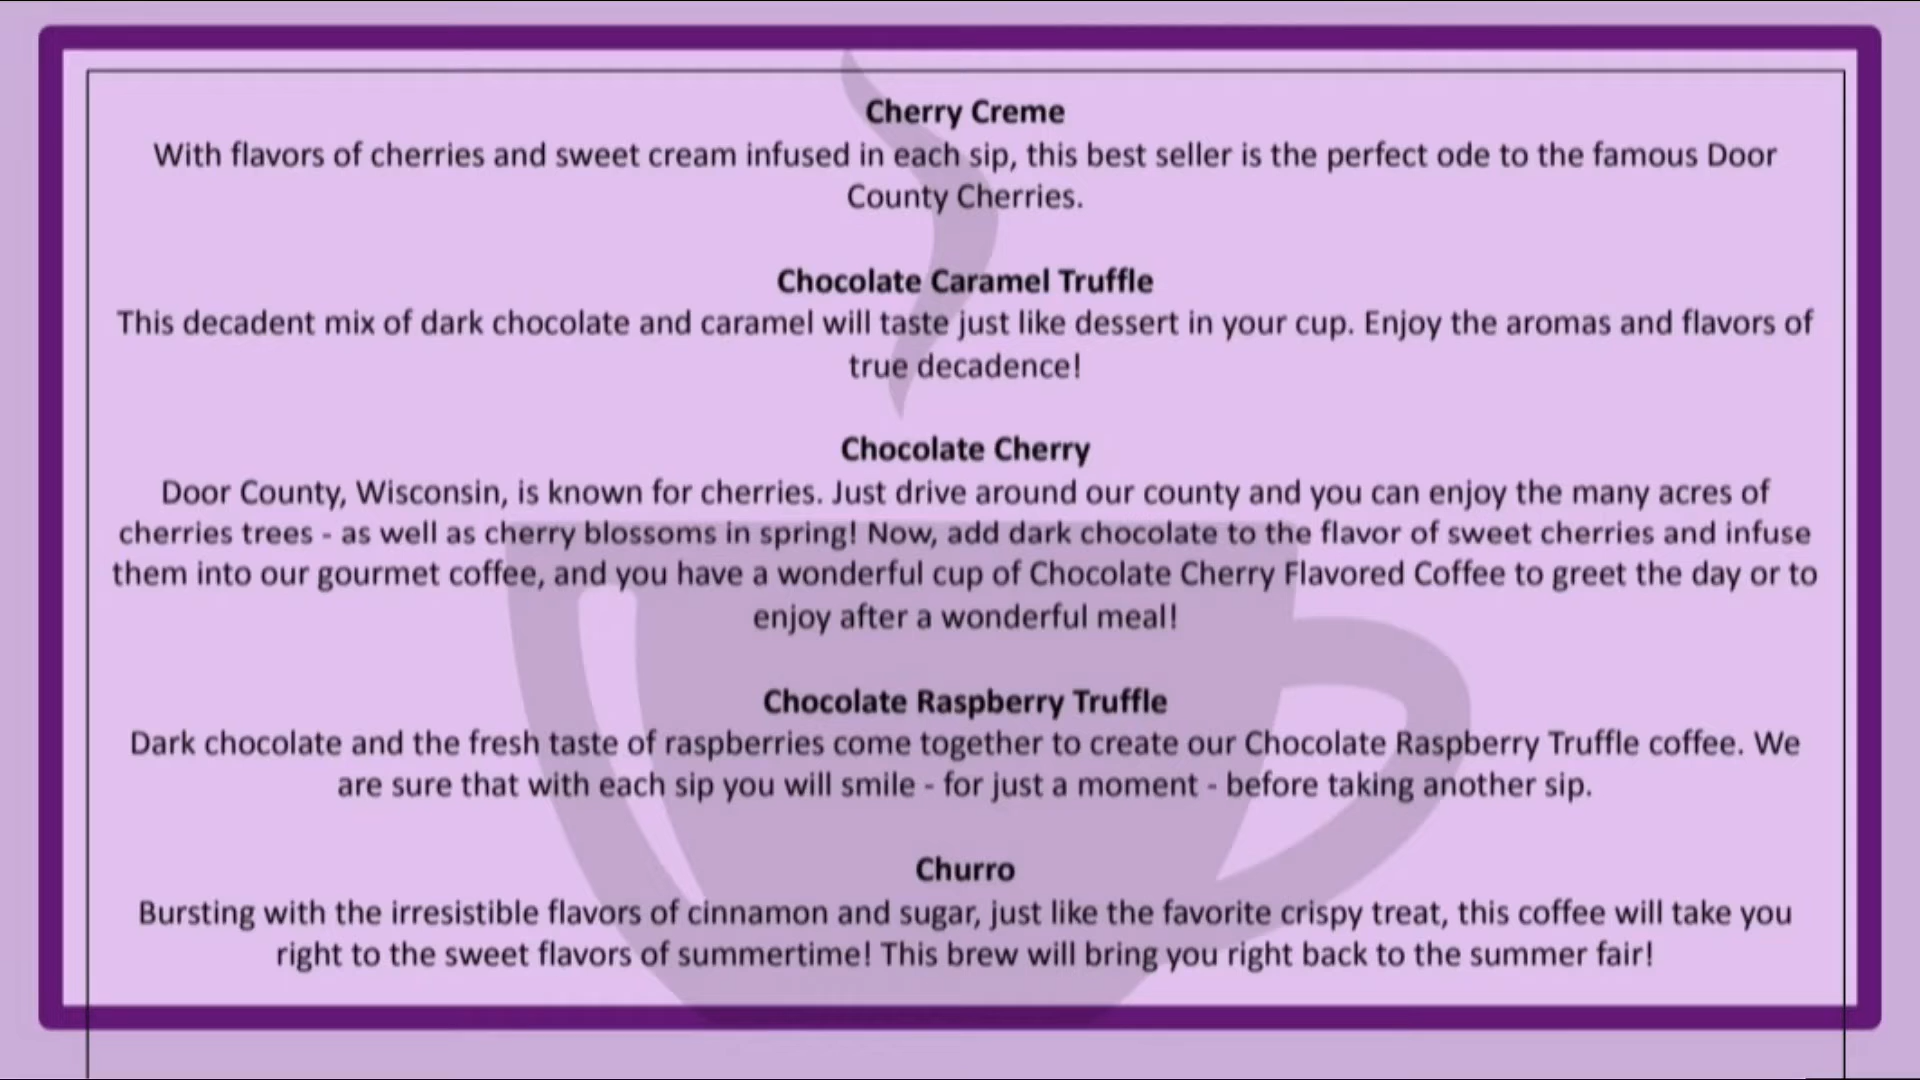 Cherry Creme
With flavors of cherries and sweet cream infused in each sip, this best seller is the perfect ode to the famous Door
County Cherries.
Chocolate Caramel Truffle
This decadent mix of dark chocolate and caramel will taste just like dessert in your cup. Enjoy the aromas and flavors of
true decadence!
Chocolate Cherry
Door County, Wisconsin, is known for cherries. Just drive around our county and you can enjoy the many acres of
cherries trees - as well as cherry blossoms in spring! Now, add dark chocolate to the flavor of sweet cherries and infuse
them into our gourmet coffee, and you have a wonderful cup of Chocolate Cherry Flavored Coffee to greet the day or to
enjoy after a wonderful meal!
Chocolate Raspberry Truffle
Dark chocolate and the fresh taste of raspberries come together to create our Chocolate Raspberry Truffle coffee. We
are sure that with each sip you will smile - for just a moment - before taking another sip.
Churro
Bursting with the irresistible flavors of cinnamon and sugar, just like the favorite crispy treat, this coffee will take you
right to the sweet flavors of summertime! This brew will bring you right back to the summer fair!